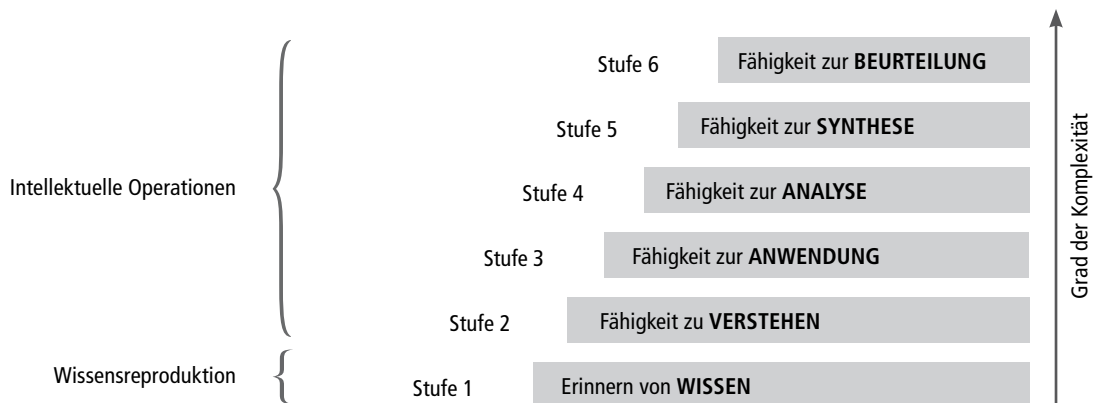 Stufe 6
Fähigkeit zur BEURTEILUNG
Stufe 5
Fähigkeit zur SYNTHESE
Intellektuelle Operationen
Stufe 4
Fähigkeit zur ANALYSE
Stufe 3
Fähigkeit zur ANWENDUNG
Stufe 2
Fähigkeit zu VERSTEHEN
Wissensreproduktion
Stufe 1
Erinnern von WISSEN
Grad der Komplexität